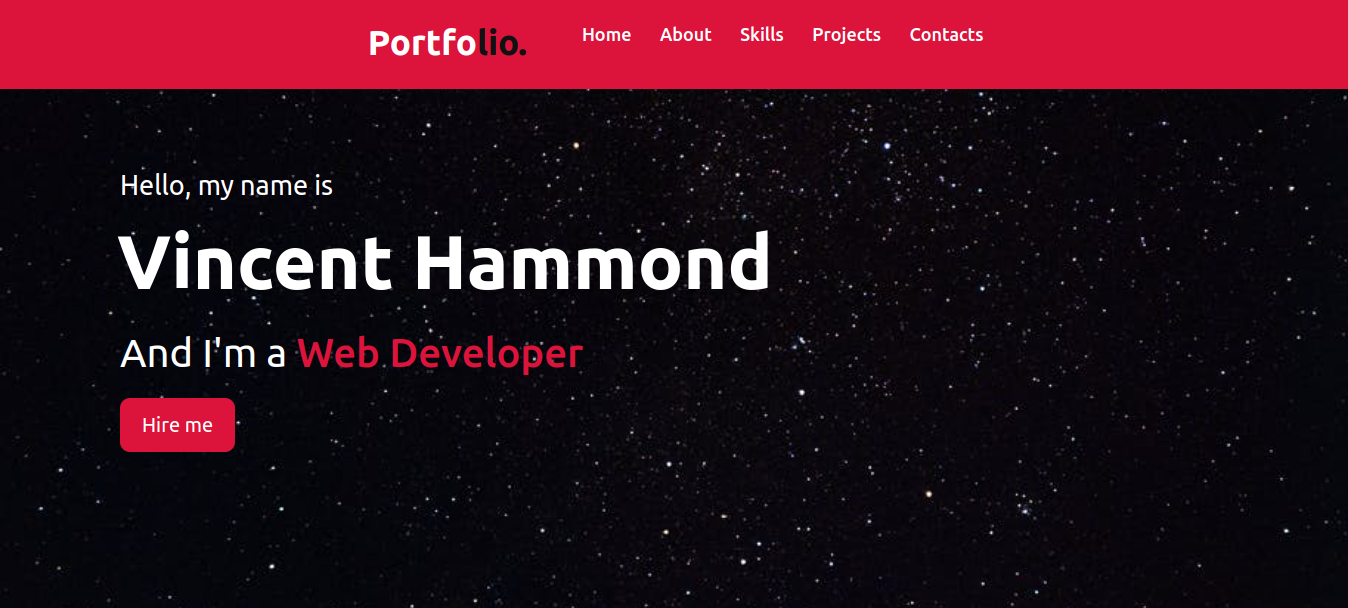 Portfolio.
Home About Skills Projects Contacts
Hello, my name is
Vincent Hammond
And I'm a Web Developer
Hire me